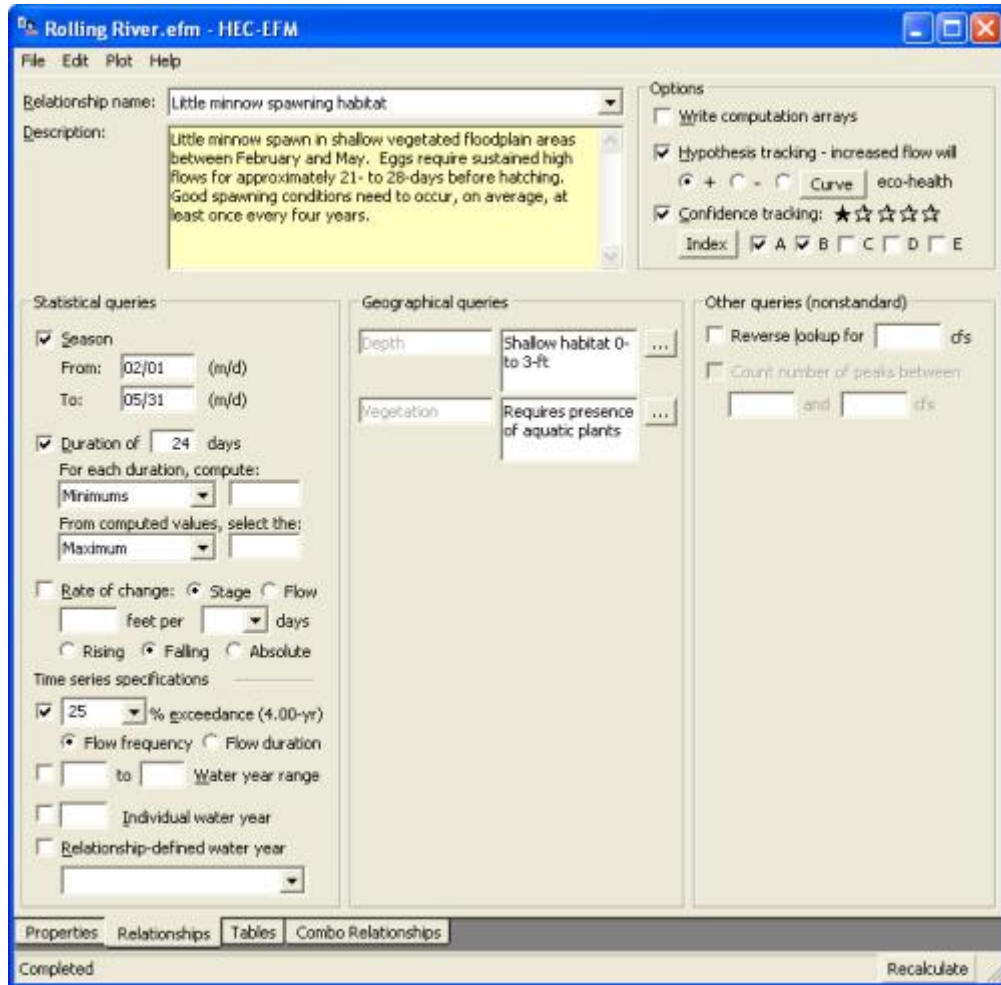 Rolling River.efm - HEC-EFM
File Edit Plot Help
Relationship name: Little minnow spawning habitat
Description:
Little minnow spawn in shallow vegetated floodplain areas
between February and May. Eggs require sustained high
flows for approximately 21- to 28-days before hatching.
Good spawning conditions need to occur, on average, at
least once every four years.
Options
Write computation arrays
Hypothesis tracking - increased flow will
+ - Curve eco-health
Confidence tracking: ★☆☆☆☆
Index A B C D E
Statistical queries
Season
From: 02/01 (m/d)
To: 05/31 (m/d)
Duration of 24 days
For each duration, compute:
Minimums
From computed values, select the:
Maximum
Rate of change: Stage Flow
feet per days
Rising Falling Absolute
Time series specifications
25 % exceedance (4.00-yr)
Flow frequency Flow duration
to Water year range
Individual water year
Relationship-defined water year
Geographical queries
Depth
Shallow habitat 0-
to 3-ft
...
Vegetation
Requires presence
of aquatic plants
...
Other queries (nonstandard)
Reverse lookup for cfs
Count number of peaks between
and cfs
Properties Relationships Tables Combo Relationships
Completed Recalculate